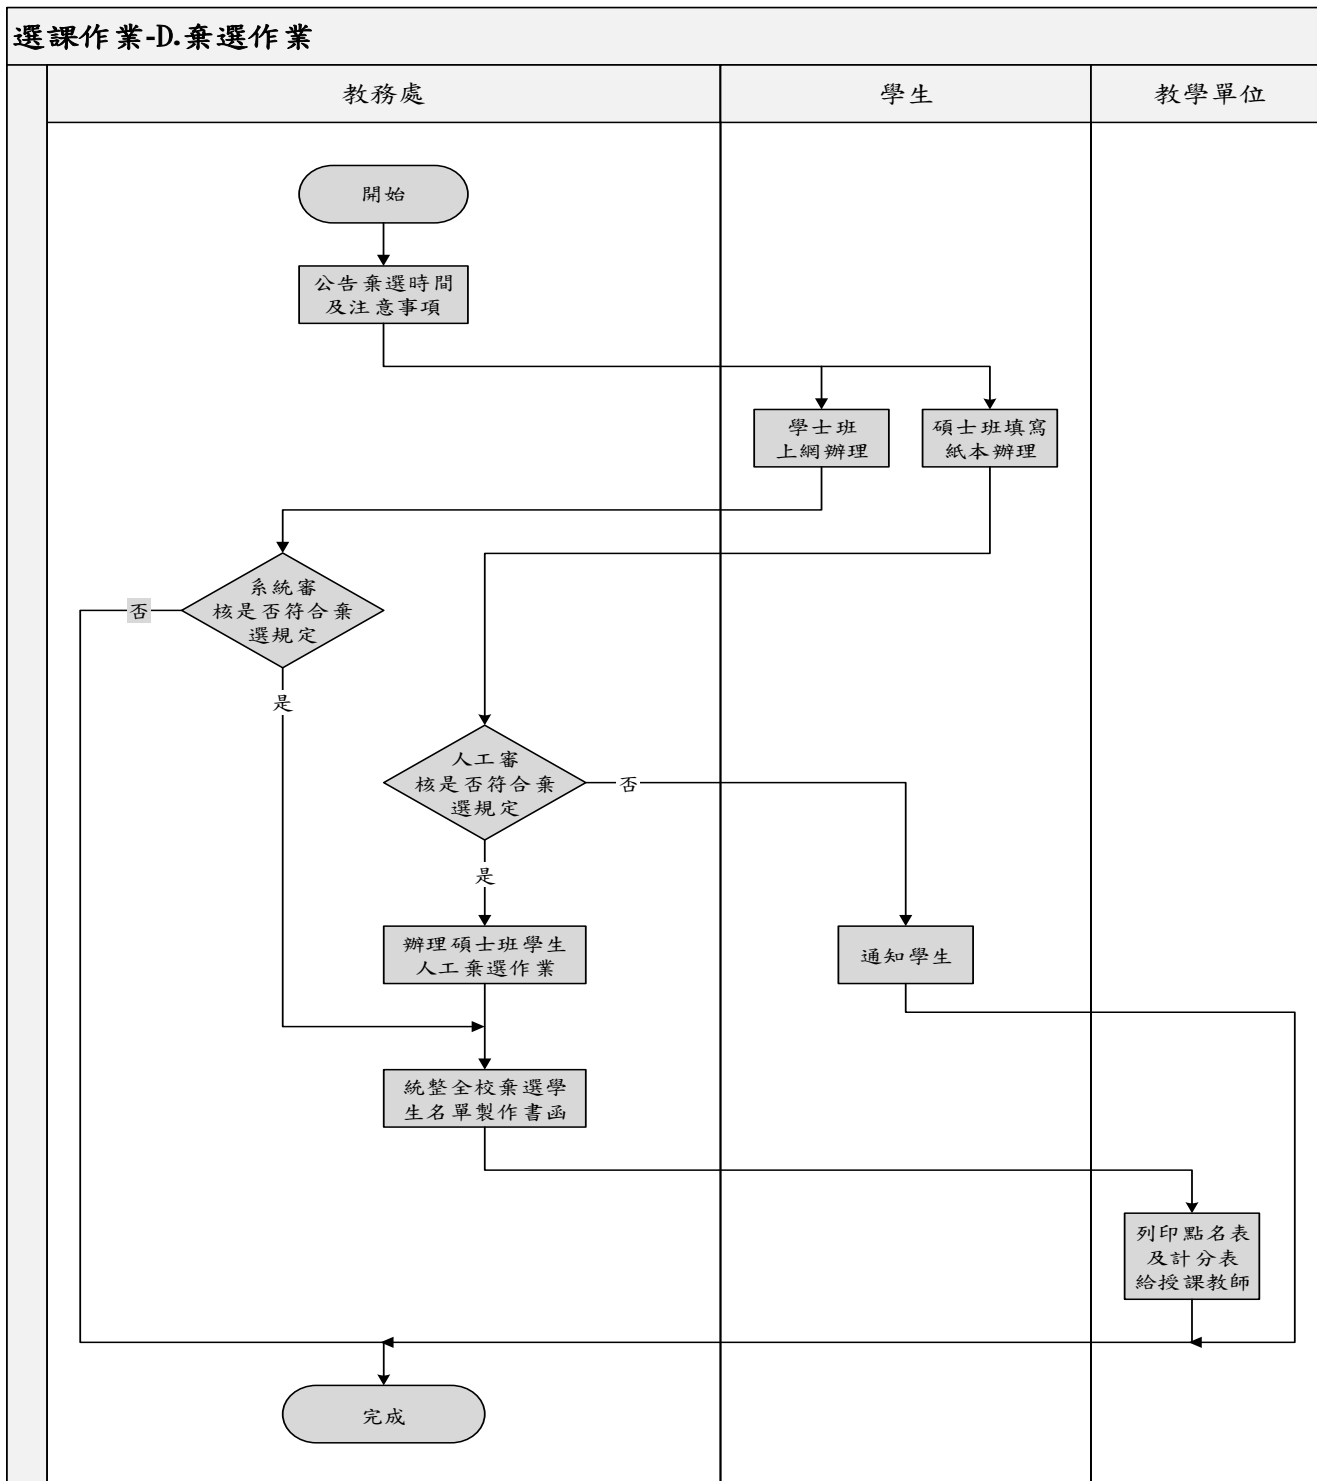 選課作業-D.棄選作業
教務處
學生
教學單位
開始
公告棄選時間
及注意事項
學士班
上網辦理
碩士班填寫
紙本辦理
系統審
核是否符合棄
選規定
否
是
人工審
核是否符合棄
選規定
否
是
辦理碩士班學生
人工棄選作業
通知學生
統整全校棄選學
生名單製作書函
列印點名表
及計分表
給授課教師
完成